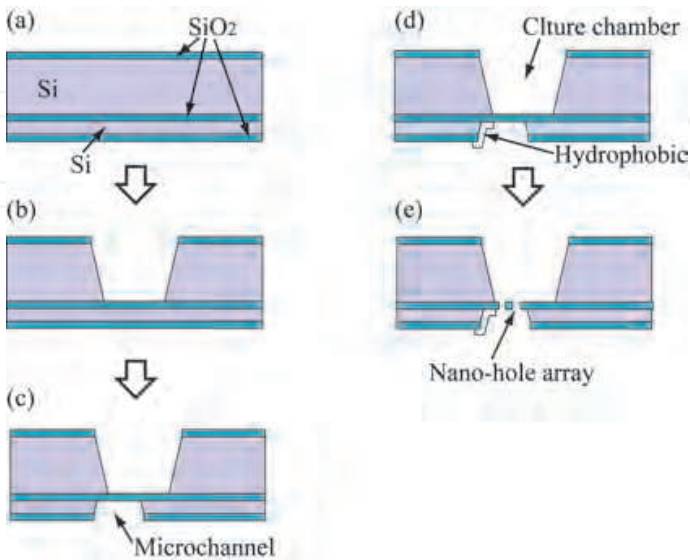 (a)
SiO2
Si
Si
(b)
(c)
Microchannel
(d)
Clture chamber
Hydrophobic
(e)
Nano-hole array